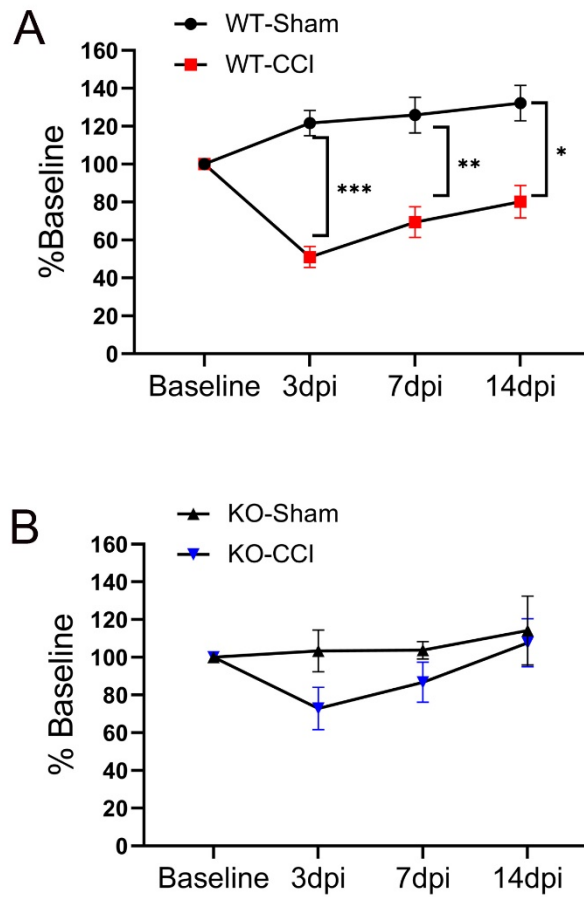 A
WT-Sham
WT-CCI
160
140
120
100
80
60
40
20
0
%Baseline
***
**
*
Baseline 3dpi 7dpi 14dpi
B
KO-Sham
KO-CCI
160
140
120
100
80
60
40
20
0
% Baseline
Baseline 3dpi 7dpi 14dpi